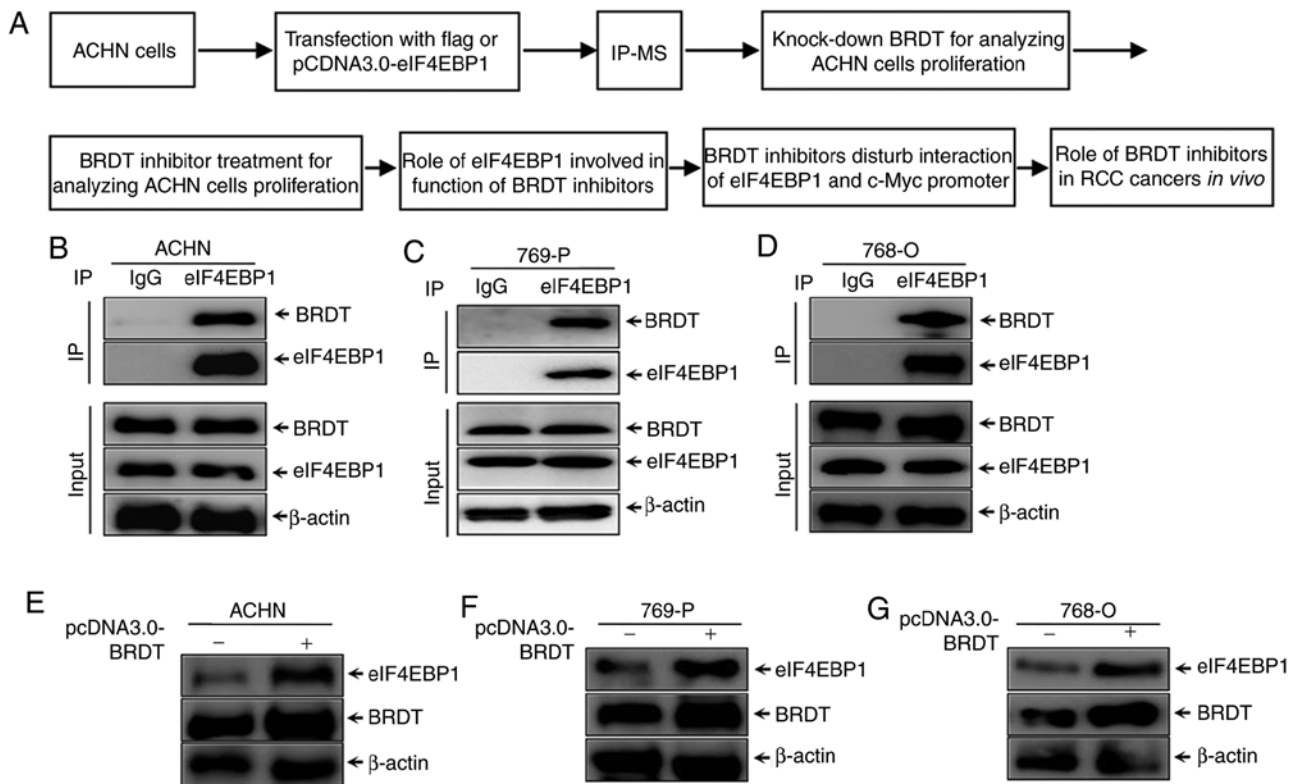 A
ACHN cells
Transfection with flag or
pCDNA3.0-eIF4EBP1
IP-MS
Knock-down BRDT for analyzing
ACHN cells proliferation
BRDT inhibitor treatment for
analyzing ACHN cells proliferation
Role of eIF4EBP1 involved in
function of BRDT inhibitors
BRDT inhibitors disturb interaction
of eIF4EBP1 and c-Myc promoter
Role of BRDT inhibitors
in RCC cancers in vivo
B
ACHN
IP IgG eIF4EBP1
IP
BRDT
eIF4EBP1
Input
BRDT
eIF4EBP1
β-actin
C
769-P
IP IgG eIF4EBP1
IP
BRDT
eIF4EBP1
Input
BRDT
eIF4EBP1
β-actin
D
768-O
IP IgG eIF4EBP1
IP
BRDT
eIF4EBP1
Input
BRDT
eIF4EBP1
β-actin
E
ACHN
pcDNA3.0-
BRDT
− +
eIF4EBP1
BRDT
β-actin
F
769-P
pcDNA3.0-
BRDT
− +
eIF4EBP1
BRDT
β-actin
G
768-O
pcDNA3.0-
BRDT
− +
eIF4EBP1
BRDT
β-actin